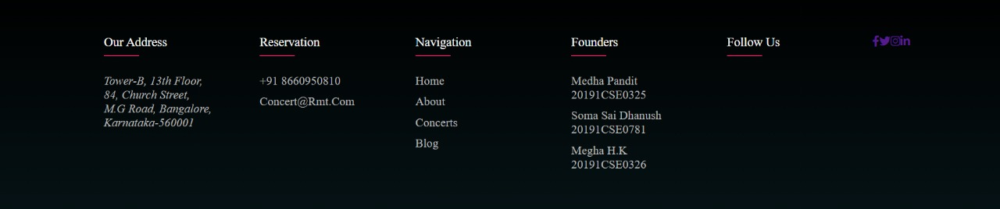 Our Address
Tower-B, 13th Floor,
84, Church Street,
M.G Road, Bangalore,
Karnataka-560001
Reservation
+91 8660950810
Concert@Rmt.Com
Navigation
Home
About
Concerts
Blog
Founders
Medha Pandit
20191CSE0325
Soma Sai Dhanush
20191CSE0781
Megha H.K
20191CSE0326
Follow Us